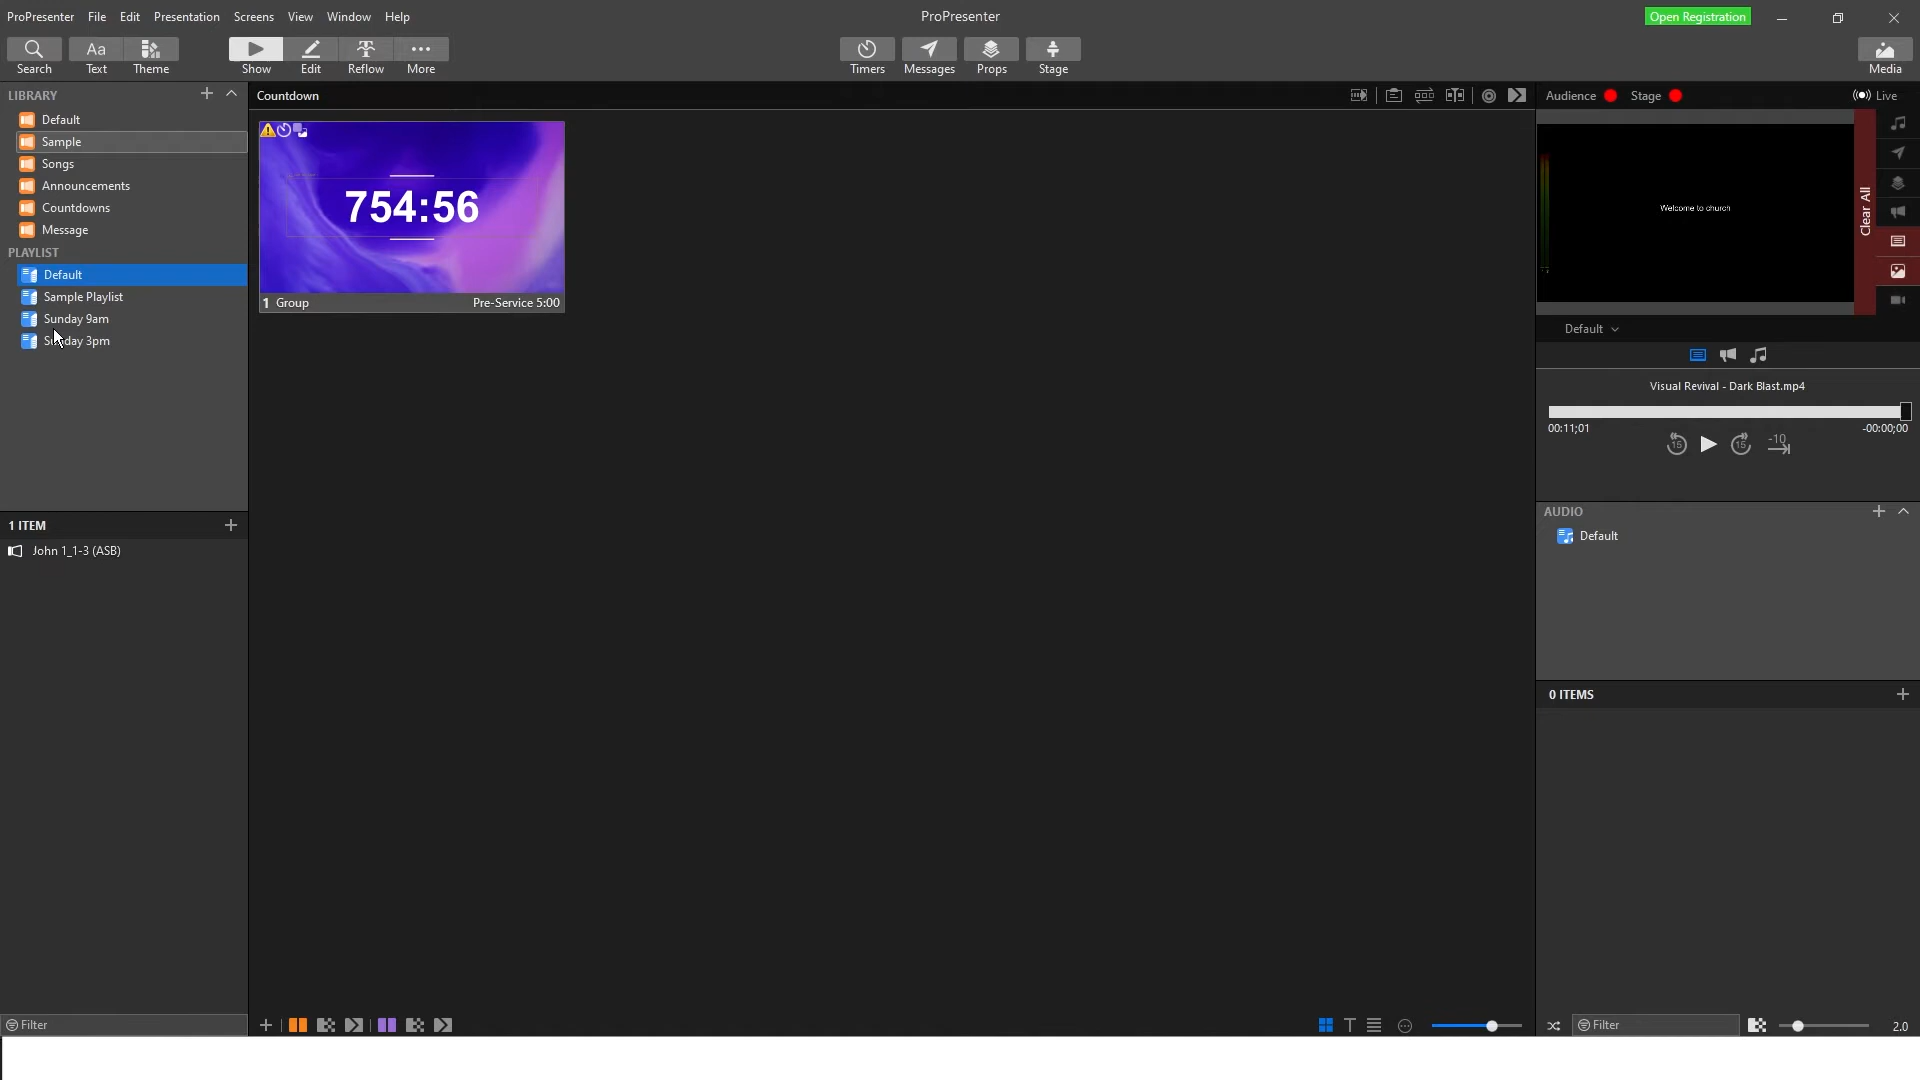 ProPresenter File Edit Presentation Screens View Window Help
ProPresenter
Open Registration
Search Text Theme Show Edit Reflow More Timers Messages Props Stage Media
LIBRARY
Default
Sample
Songs
Announcements
Countdowns
Message
PLAYLIST
Default
Sample Playlist
Sunday 9am
Sunday 3pm
1 ITEM
John 1_1-3 (ASB)
Filter
Countdown
754:56
1 Group Pre-Service 5:00
Audience Stage Live
Welcome to church
Clear All
Default
Visual Revival - Dark Blast.mp4
00:11;01 -00:00;00
15 15 -10
AUDIO
Default
0 ITEMS
Filter 2.0